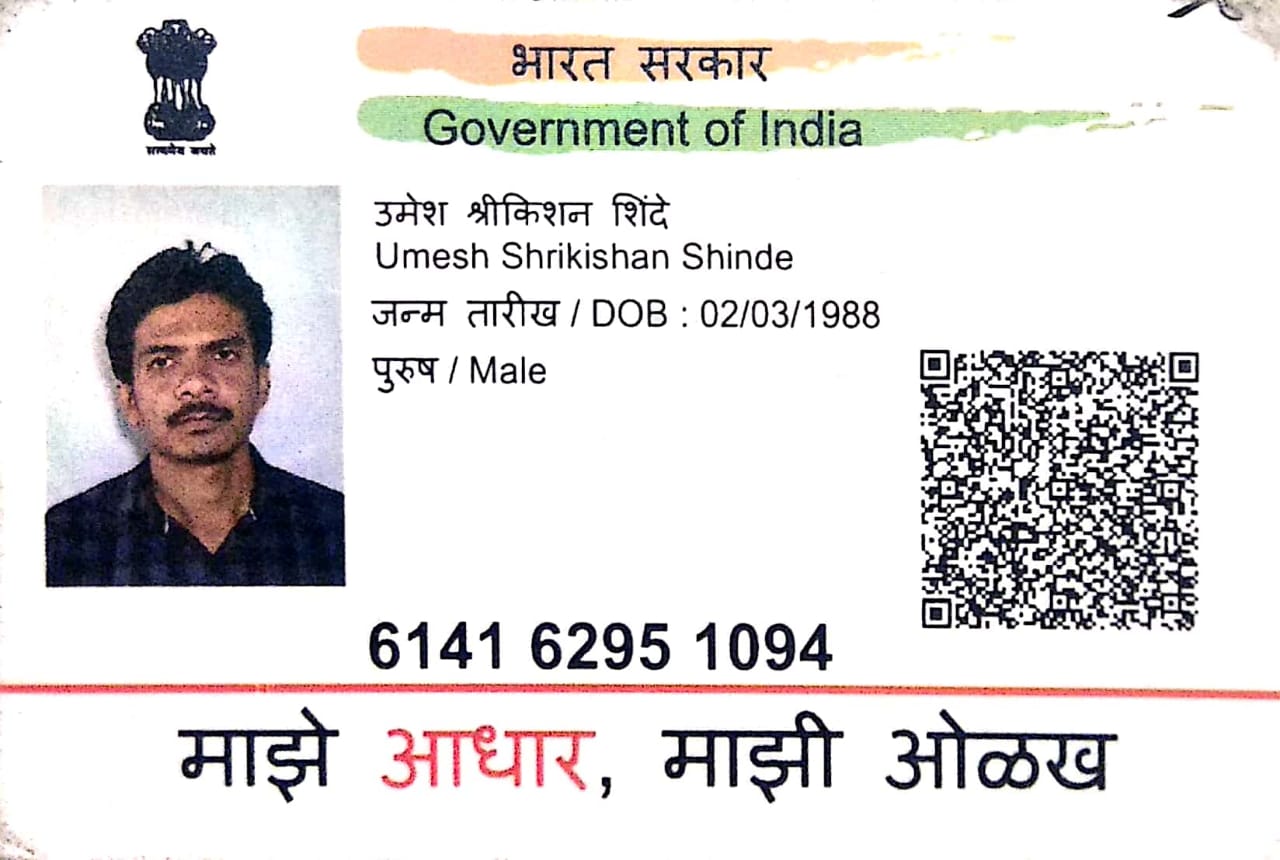 सत्यमेव जयते
भारत सरकार
Government of India
उमेश श्रीकिशन शिंदे
Umesh Shrikishan Shinde
जन्म तारीख / DOB : 02/03/1988
पुरुष / Male
6141 6295 1094
माझे आधार, माझी ओळख